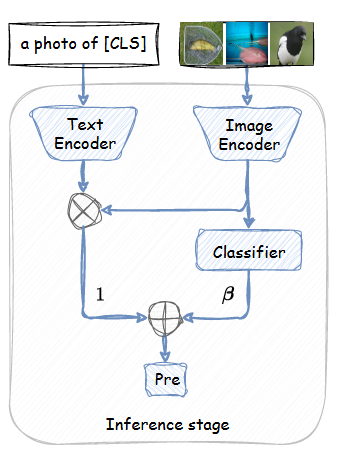 a photo of [CLS]
Text
Encoder
Image
Encoder
Classifier
1
β
Pre
Inference stage